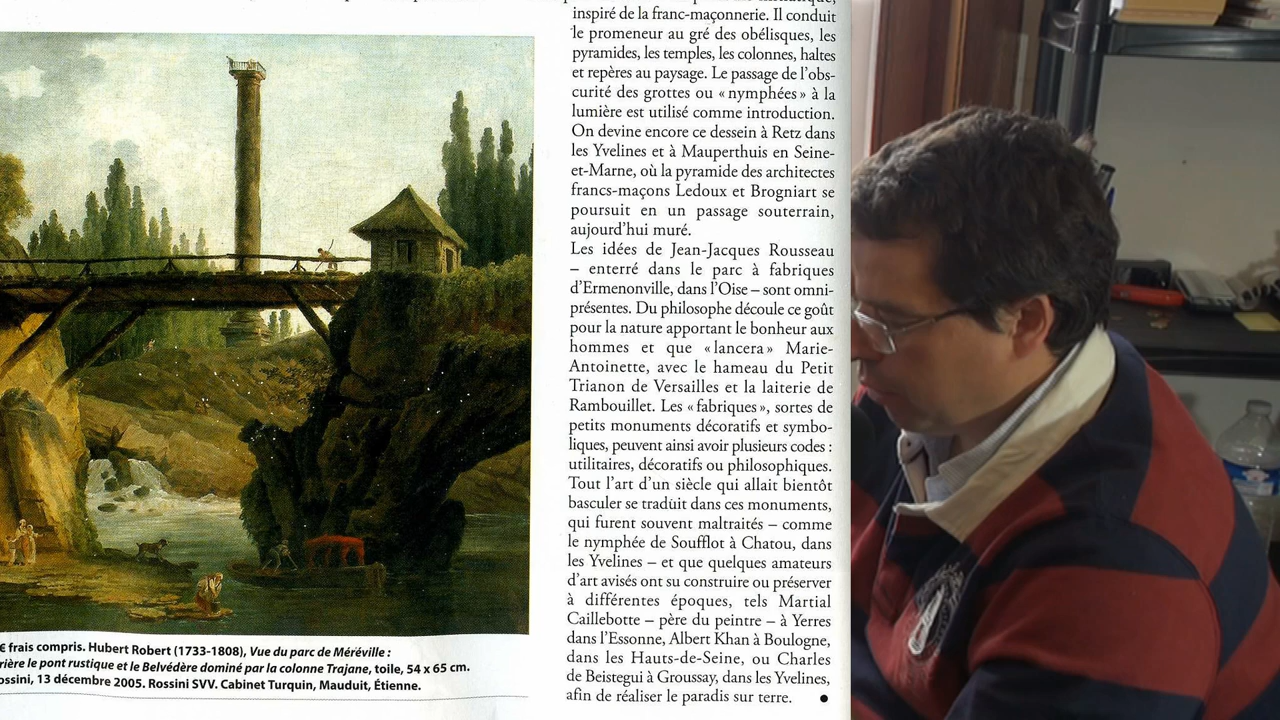 inspiré de la franc-maçonnerie. Il conduit
le promeneur au gré des obélisques, les
pyramides, les temples, les colonnes, haltes
et repères au paysage. Le passage de l'obs-
curité des grottes ou « nymphées » à la
lumière est utilisé comme introduction.
On devine encore ce dessein à Retz dans
les Yvelines et à Mauperthuis en Seine-
et-Marne, où la pyramide des architectes
francs-maçons Ledoux et Brogniart se
poursuit en un passage souterrain,
aujourd'hui muré.
Les idées de Jean-Jacques Rousseau
– enterré dans le parc à fabriques
d'Ermenonville, dans l'Oise – sont omni-
présentes. Du philosophe découle ce goût
pour la nature apportant le bonheur aux
hommes et que « lancera » Marie-
Antoinette, avec le hameau du Petit
Trianon de Versailles et la laiterie de
Rambouillet. Les « fabriques », sortes de
petits monuments décoratifs et symbo-
liques, peuvent ainsi avoir plusieurs codes :
utilitaires, décoratifs ou philosophiques.
Tout l'art d'un siècle qui allait bientôt
basculer se traduit dans ces monuments,
qui furent souvent maltraités – comme
le nymphée de Soufflot à Chatou, dans
les Yvelines – et que quelques amateurs
d'art avisés ont su construire ou préserver
à différentes époques, tels Martial
Caillebotte – père du peintre – à Yerres
dans l'Essonne, Albert Khan à Boulogne,
dans les Hauts-de-Seine, ou Charles
de Beistegui à Groussay, dans les Yvelines,
afin de réaliser le paradis sur terre. ●
€ frais compris. Hubert Robert (1733-1808), Vue du parc de Méréville :
rière le pont rustique et le Belvédère dominé par la colonne Trajane, toile, 54 x 65 cm.
ossini, 13 décembre 2005. Rossini SVV. Cabinet Turquin, Mauduit, Étienne.